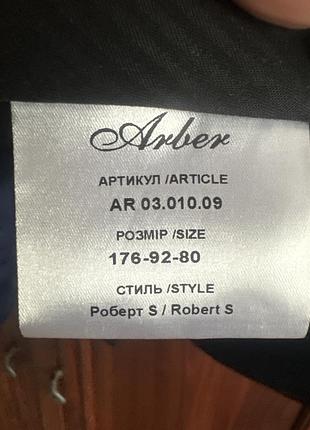 Arber
АРТИКУЛ /ARTICLE
AR 03.010.09
РОЗМІР /SIZE
176-92-80
СТИЛЬ /STYLE
Роберт S / Robert S